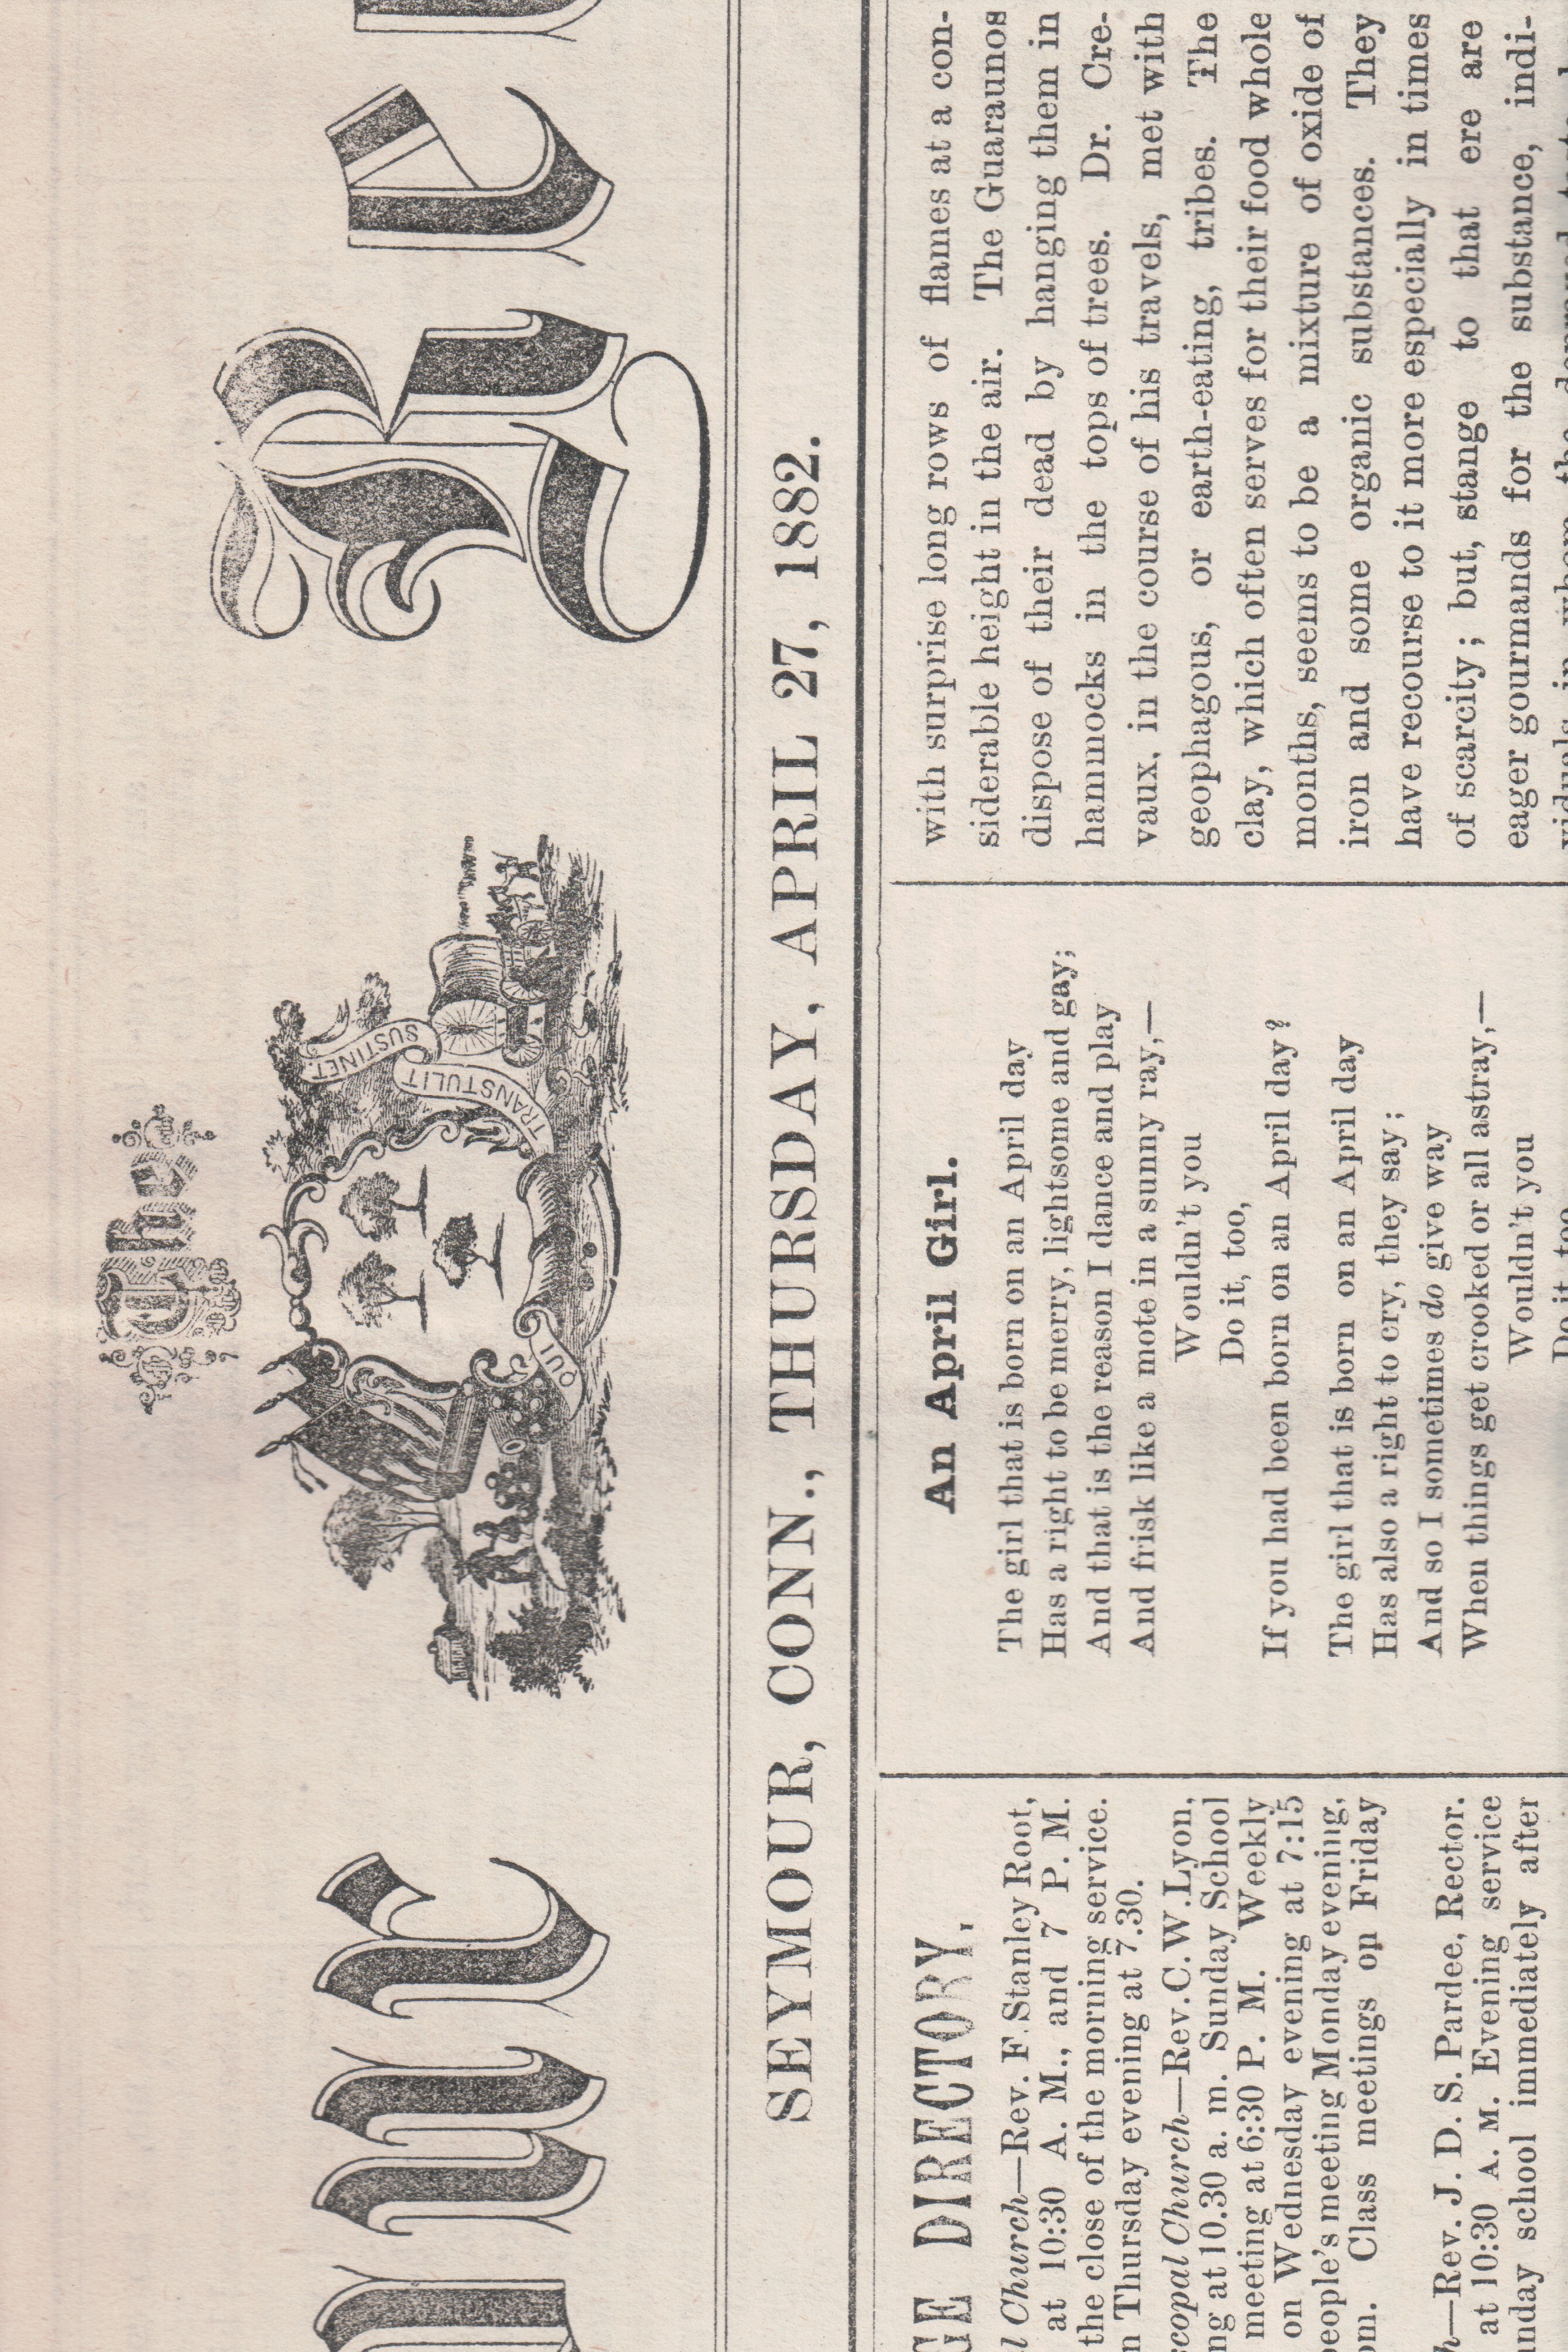 The
QUI
TRANSTULIT
SUSTINET.
Re
SEYMOUR, CONN., THURSDAY, APRIL 27, 1882.
GE DIRECTORY.
l Church—Rev. F. Stanley Root,
at 10:30 A. M., and 7 P. M.
the close of the morning service.
n Thursday evening at 7.30.
scopal Church—Rev. C. W. Lyon,
ng at 10.30 a. m. Sunday School
meeting at 6:30 P. M. Weekly
on Wednesday evening at 7:15
people's meeting Monday evening,
om. Class meetings on Friday
h—Rev. J. D. S. Pardee, Rector.
at 10:30 A. M. Evening service
unday school immediately after
An April Girl.
The girl that is born on an April day
Has a right to be merry, lightsome and gay;
And that is the reason I dance and play
And frisk like a mote in a sunny ray,—
Wouldn't you
Do it, too,
If you had been born on an April day?
The girl that is born on an April day
Has also a right to cry, they say;
And so I sometimes do give way
When things get crooked or all astray,—
Wouldn't you
Do it, too,
with surprise long rows of flames at a con-
siderable height in the air. The Guaraunos
dispose of their dead by hanging them in
hammocks in the tops of trees. Dr. Cre-
vaux, in the course of his travels, met with
geophagous, or earth-eating, tribes. The
clay, which often serves for their food whole
months, seems to be a mixture of oxide of
iron and some organic substances. They
have recourse to it more especially in times
of scarcity; but, stange to that ere are
eager gourmands for the substance, indi-
viduals in whom the